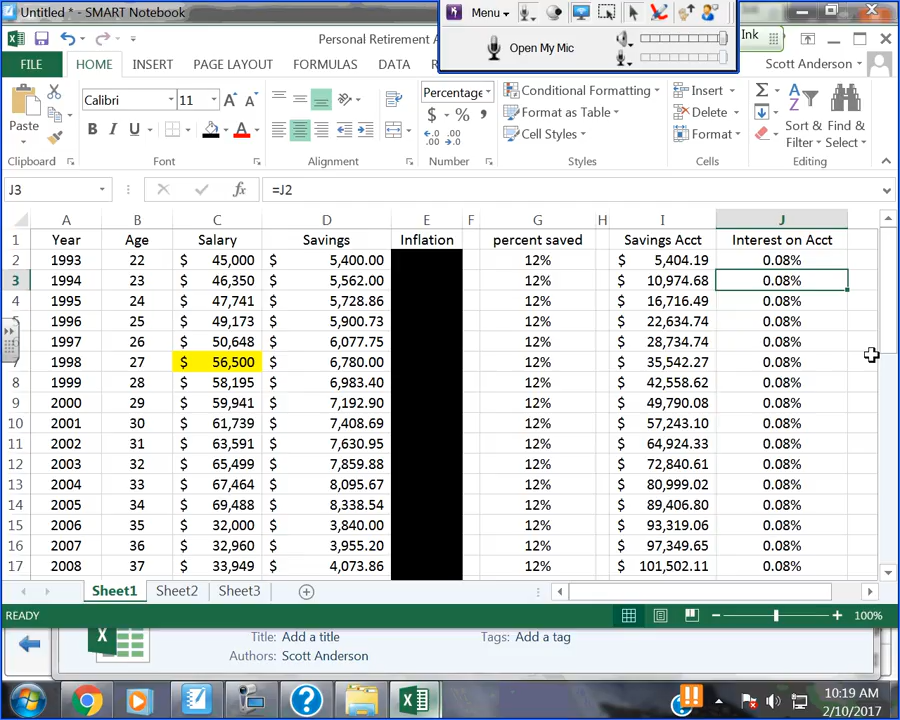 Untitled * - SMART Notebook
Menu
Personal Retirement A
Open My Mic
Ink
FILE HOME INSERT PAGE LAYOUT FORMULAS DATA
Scott Anderson
Paste
Calibri 11
B I U
Percentage
$ % ,
Conditional Formatting
Format as Table
Cell Styles
Insert
Delete
Format
Sort & Filter
Find & Select
Clipboard Font Alignment Number Styles Cells Editing
J3 fx =J2
A B C D E F G H I J
1 Year Age Salary Savings Inflation percent saved Savings Acct Interest on Acct
2 1993 22 $ 45,000 $ 5,400.00 12% $ 5,404.19 0.08%
3 1994 23 $ 46,350 $ 5,562.00 12% $ 10,974.68 0.08%
4 1995 24 $ 47,741 $ 5,728.86 12% $ 16,716.49 0.08%
5 1996 25 $ 49,173 $ 5,900.73 12% $ 22,634.74 0.08%
1997 26 $ 50,648 $ 6,077.75 12% $ 28,734.74 0.08%
7 1998 27 $ 56,500 $ 6,780.00 12% $ 35,542.27 0.08%
8 1999 28 $ 58,195 $ 6,983.40 12% $ 42,558.62 0.08%
9 2000 29 $ 59,941 $ 7,192.90 12% $ 49,790.08 0.08%
10 2001 30 $ 61,739 $ 7,408.69 12% $ 57,243.10 0.08%
11 2002 31 $ 63,591 $ 7,630.95 12% $ 64,924.33 0.08%
12 2003 32 $ 65,499 $ 7,859.88 12% $ 72,840.61 0.08%
13 2004 33 $ 67,464 $ 8,095.67 12% $ 80,999.02 0.08%
14 2005 34 $ 69,488 $ 8,338.54 12% $ 89,406.80 0.08%
15 2006 35 $ 32,000 $ 3,840.00 12% $ 93,319.06 0.08%
16 2007 36 $ 32,960 $ 3,955.20 12% $ 97,349.65 0.08%
17 2008 37 $ 33,949 $ 4,073.86 12% $ 101,502.11 0.08%
Sheet1 Sheet2 Sheet3
READY 100%
Title: Add a title Tags: Add a tag
Authors: Scott Anderson
10:19 AM
2/10/2017